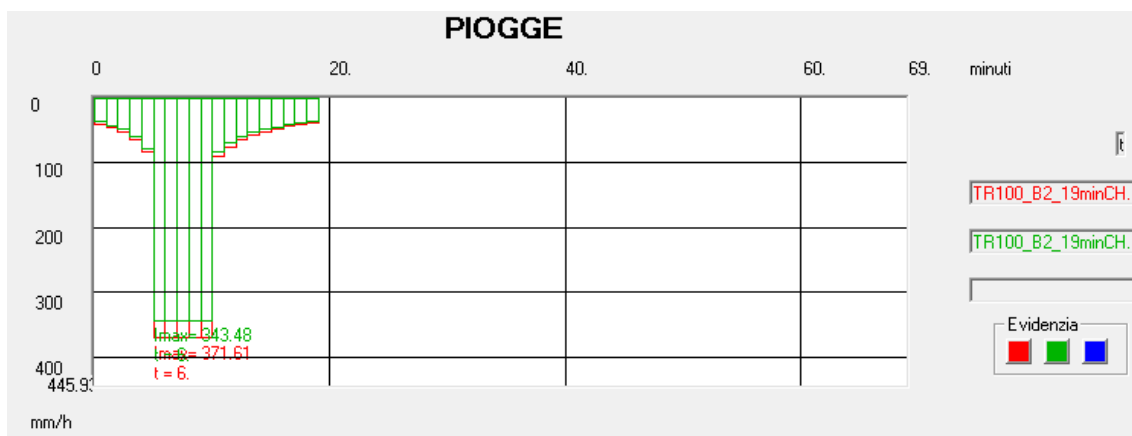 PIOGGE
0 20. 40. 60. 69. minuti
0
100
200
300
400
445.93
mm/h
Imax= 343.48
Imax= 371.61
t = 6.
t
TR100_B2_19minCH.
TR100_B2_19minCH.
Evidenzia